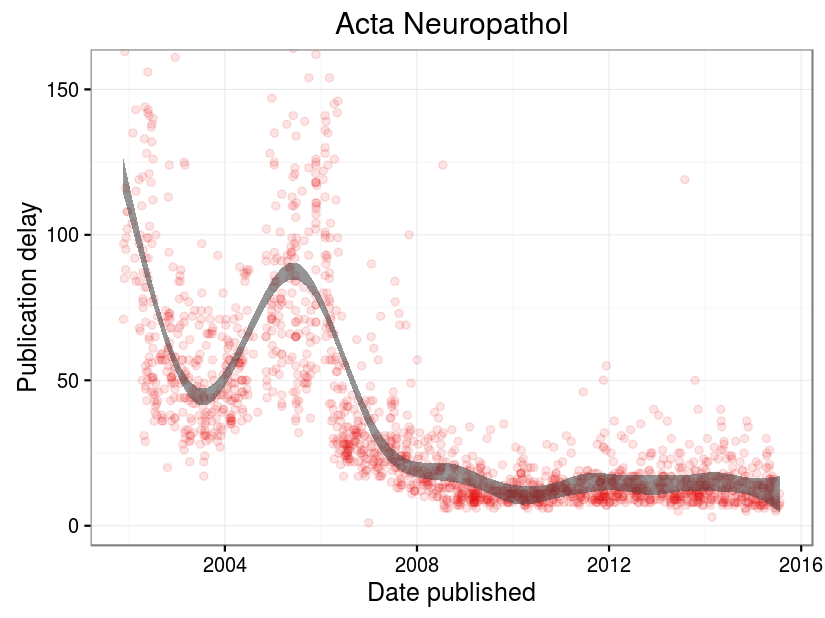 Acta Neuropathol
150
100
50
0
Publication delay
2004 2008 2012 2016
Date published